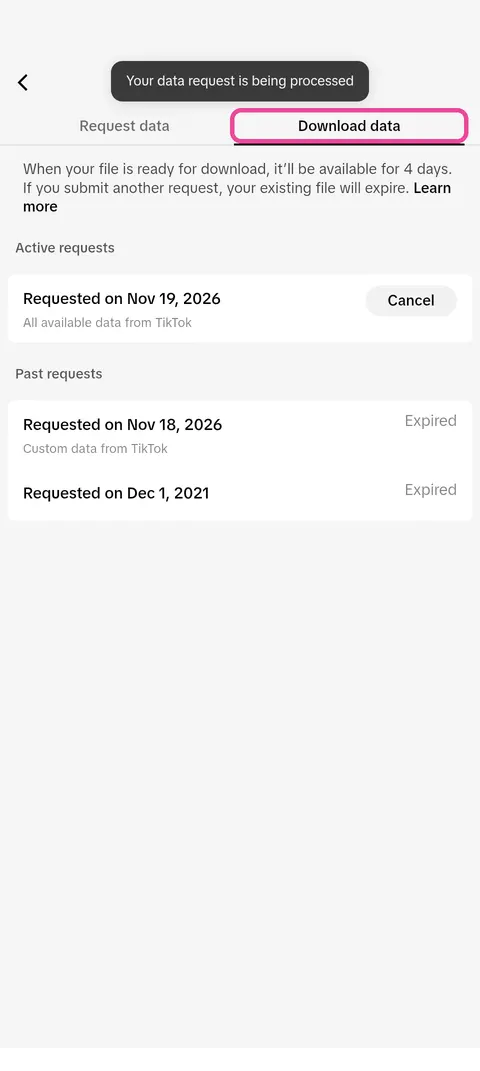 Your data request is being processed
Request data
Download data
When your file is ready for download, it’ll be available for 4 days.
If you submit another request, your existing file will expire. Learn
more
Active requests
Requested on Nov 19, 2026
Cancel
All available data from TikTok
Past requests
Requested on Nov 18, 2026
Expired
Custom data from TikTok
Requested on Dec 1, 2021
Expired